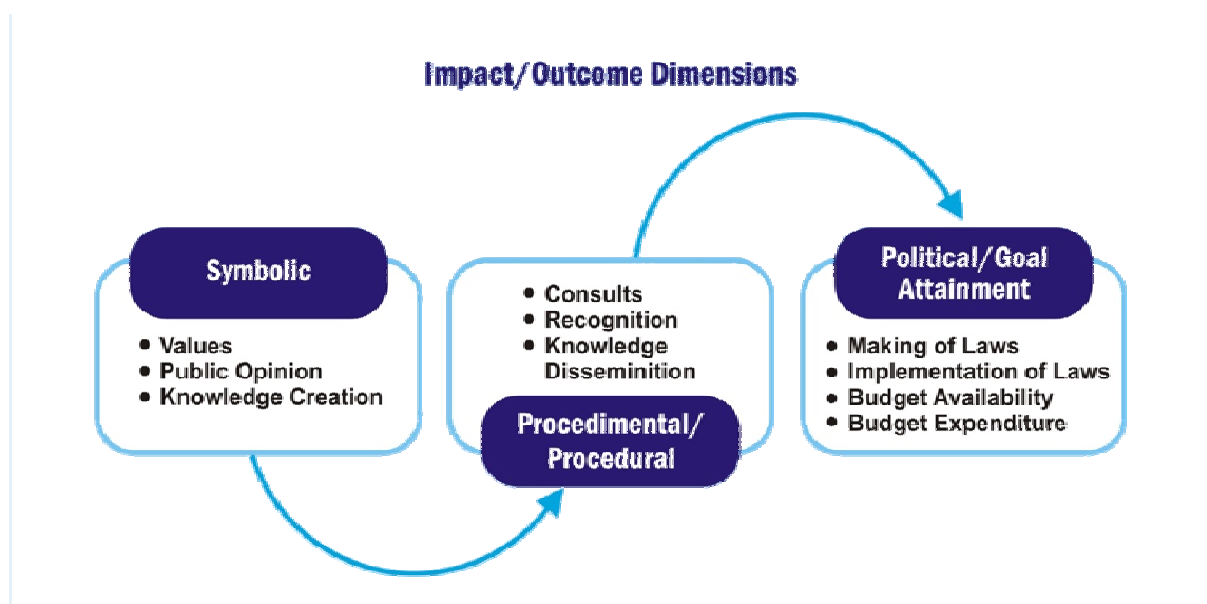 Impact/Outcome Dimensions
Symbolic
• Values
• Public Opinion
• Knowledge Creation
• Consults
• Recognition
• Knowledge
Disseminition
Procedimental/
Procedural
Political/Goal
Attainment
• Making of Laws
• Implementation of Laws
• Budget Availability
• Budget Expenditure